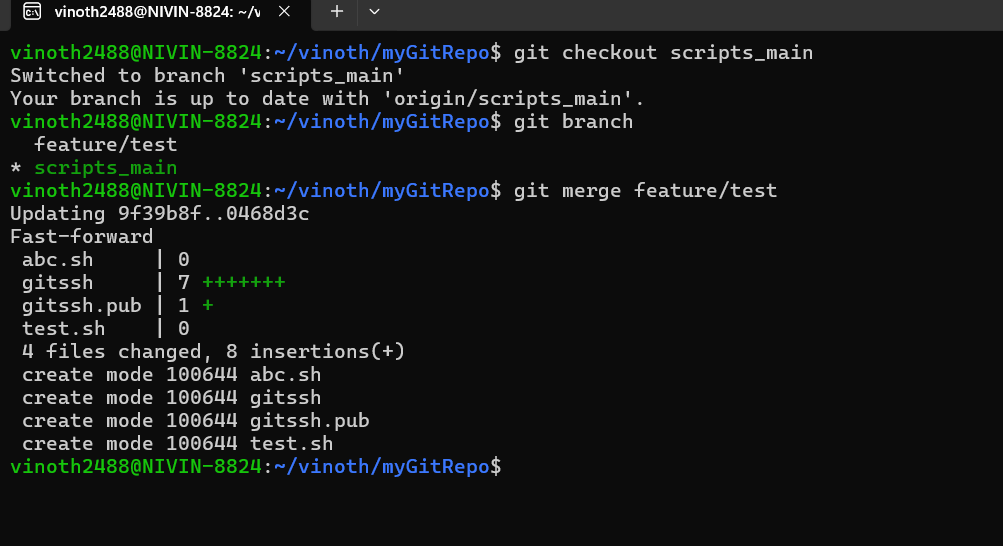 vinoth2488@NIVIN-8824: ~/v
vinoth2488@NIVIN-8824:~/vinoth/myGitRepo$ git checkout scripts_main
Switched to branch 'scripts_main'
Your branch is up to date with 'origin/scripts_main'.
vinoth2488@NIVIN-8824:~/vinoth/myGitRepo$ git branch
  feature/test
* scripts_main
vinoth2488@NIVIN-8824:~/vinoth/myGitRepo$ git merge feature/test
Updating 9f39b8f..0468d3c
Fast-forward
 abc.sh     | 0
 gitssh     | 7 +++++++
 gitssh.pub | 1 +
 test.sh    | 0
 4 files changed, 8 insertions(+)
 create mode 100644 abc.sh
 create mode 100644 gitssh
 create mode 100644 gitssh.pub
 create mode 100644 test.sh
vinoth2488@NIVIN-8824:~/vinoth/myGitRepo$